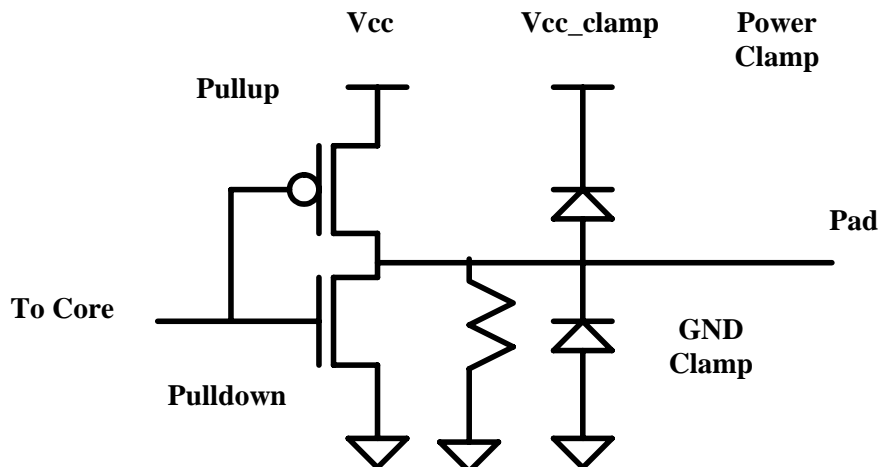 Vcc
Vcc_clamp
Power
Clamp
Pullup
Pad
To Core
GND
Clamp
Pulldown